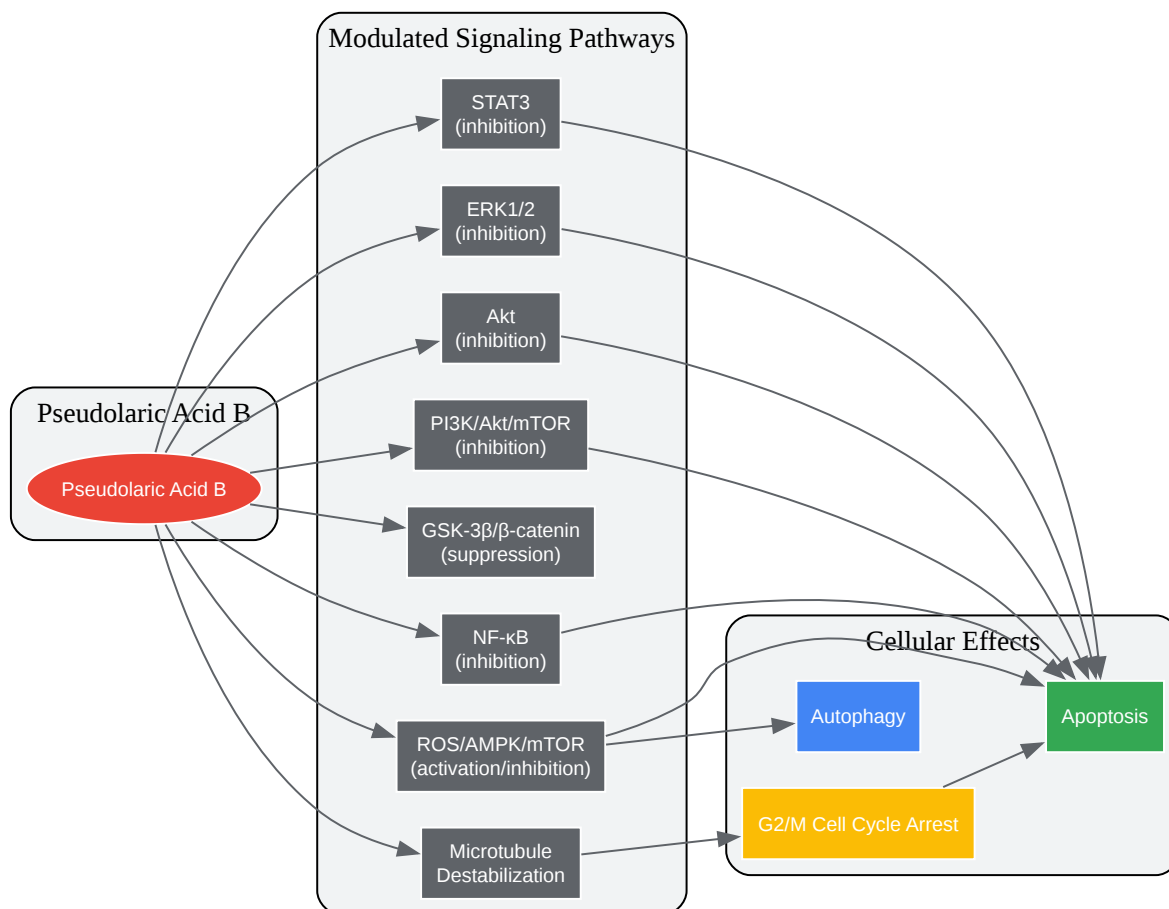 Modulated Signaling Pathways
STAT3
(inhibition)
ERK1/2
(inhibition)
Akt
(inhibition)
Pseudolaric Acid B
Pseudolaric Acid B
PI3K/Akt/mTOR
(inhibition)
GSK-3β/β-catenin
(suppression)
NF-κB
(inhibition)
ROS/AMPK/mTOR
(activation/inhibition)
Microtubule
Destabilization
Cellular Effects
Autophagy
Apoptosis
G2/M Cell Cycle Arrest